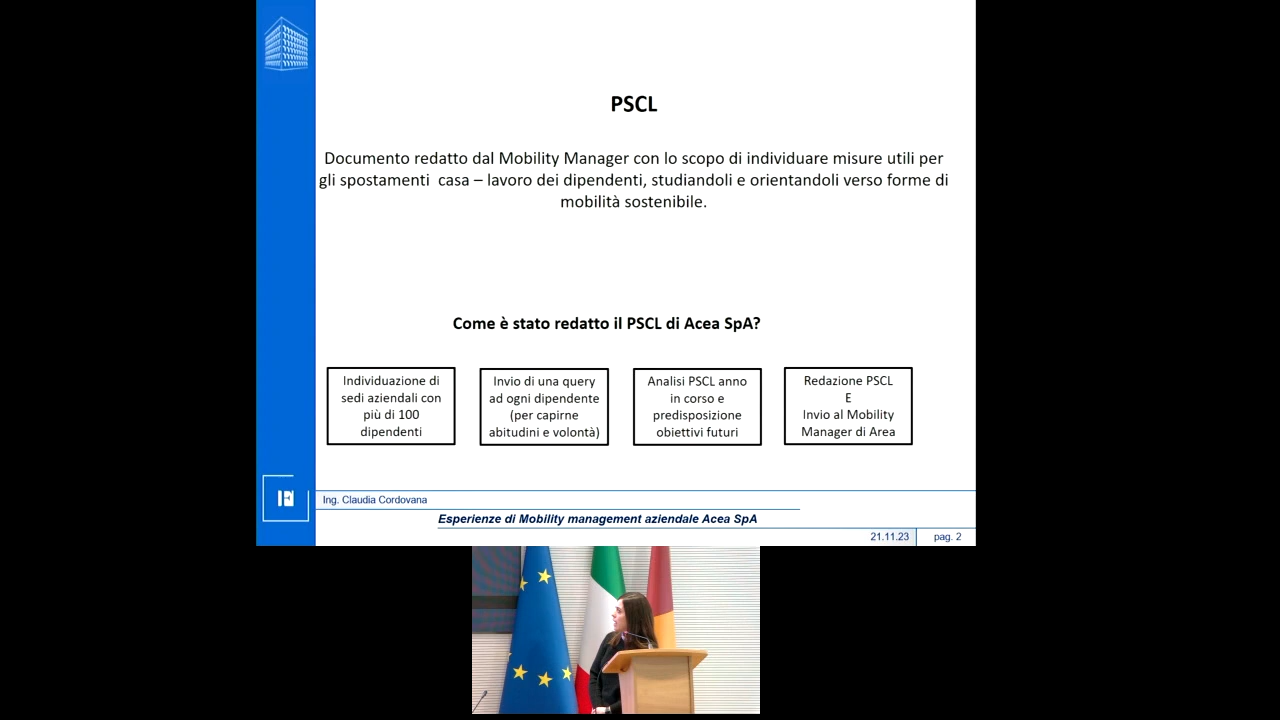 PSCL
Documento redatto dal Mobility Manager con lo scopo di individuare misure utili per
gli spostamenti casa – lavoro dei dipendenti, studiandoli e orientandoli verso forme di
mobilità sostenibile.
Come è stato redatto il PSCL di Acea SpA?
Individuazione di
sedi aziendali con
più di 100
dipendenti
Invio di una query
ad ogni dipendente
(per capirne
abitudini e volontà)
Analisi PSCL anno
in corso e
predisposizione
obiettivi futuri
Redazione PSCL
E
Invio al Mobility
Manager di Area
Ing. Claudia Cordovana
Esperienze di Mobility management aziendale Acea SpA
21.11.23
pag. 2